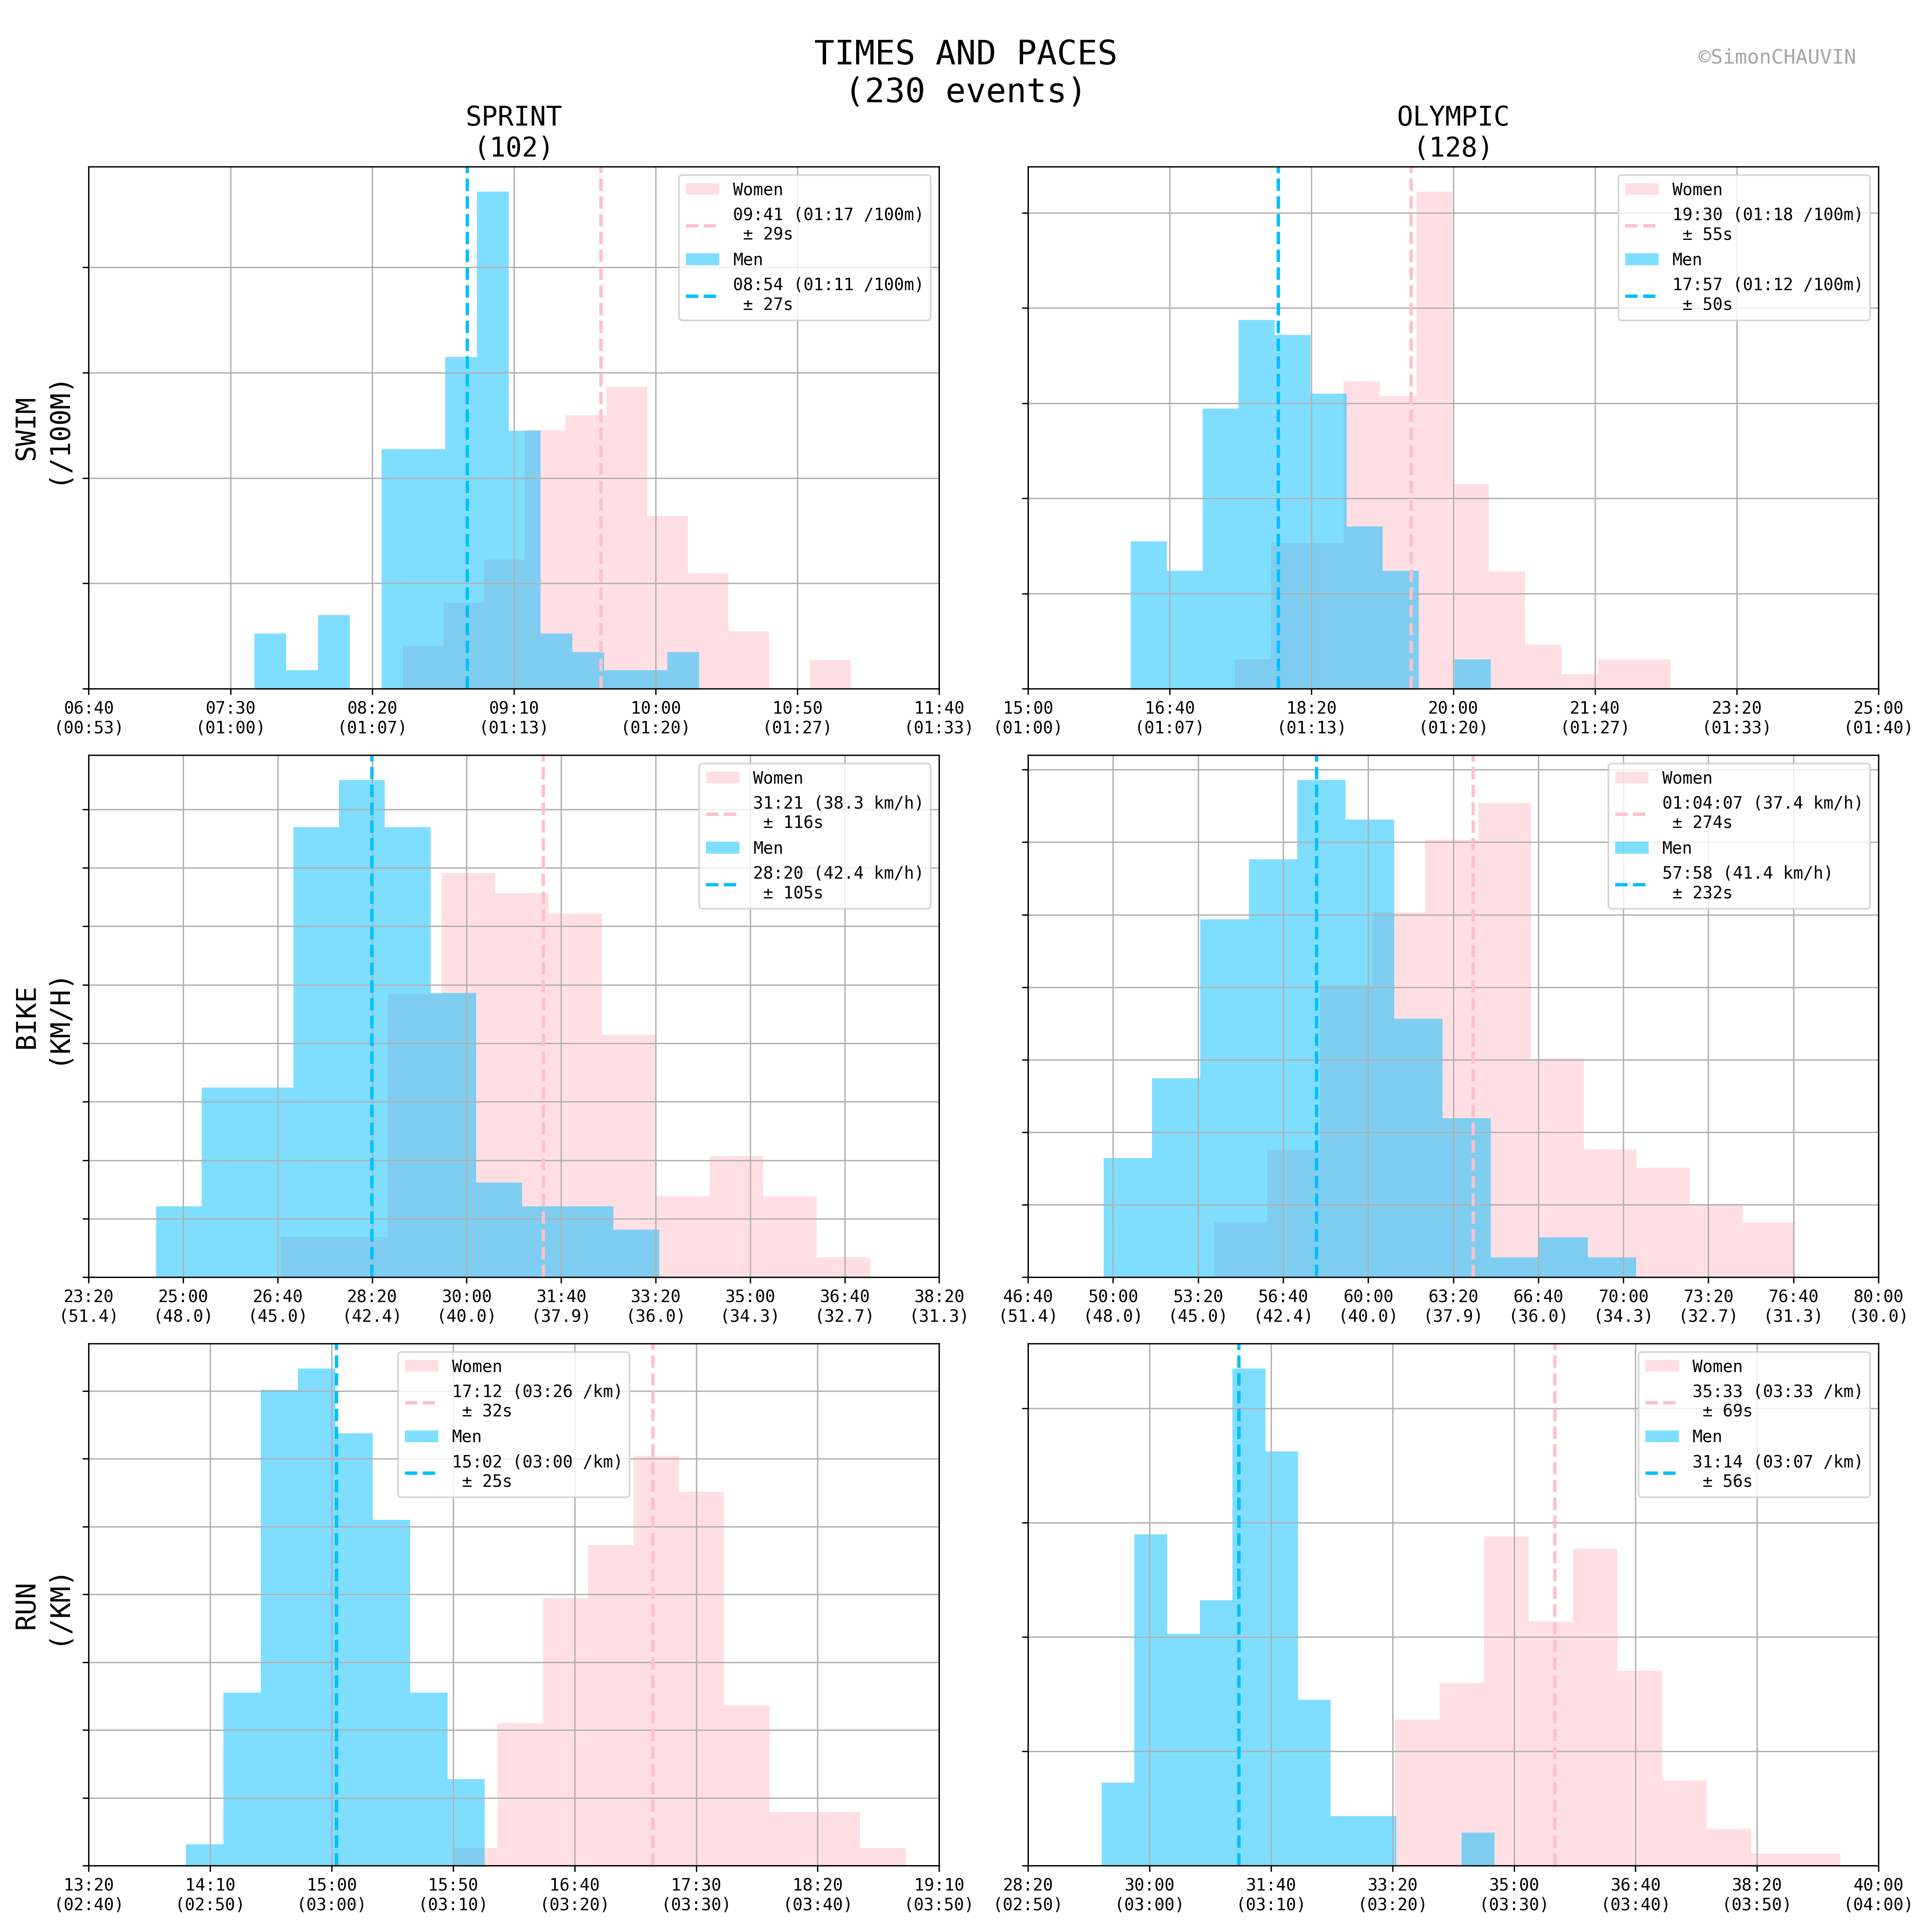 TIMES AND PACES
(230 events)
©SimonCHAUVIN
SPRINT
(102)
OLYMPIC
(128)
SWIM
(/100M)
Women
09:41 (01:17 /100m)
± 29s
Men
08:54 (01:11 /100m)
± 27s
06:40 07:30 08:20 09:10 10:00 10:50 11:40
(00:53) (01:00) (01:07) (01:13) (01:20) (01:27) (01:33)
Women
19:30 (01:18 /100m)
± 55s
Men
17:57 (01:12 /100m)
± 50s
15:00 16:40 18:20 20:00 21:40 23:20 25:00
(01:00) (01:07) (01:13) (01:20) (01:27) (01:33) (01:40)
BIKE
(KM/H)
Women
31:21 (38.3 km/h)
± 116s
Men
28:20 (42.4 km/h)
± 105s
23:20 25:00 26:40 28:20 30:00 31:40 33:20 35:00 36:40 38:20
(51.4) (48.0) (45.0) (42.4) (40.0) (37.9) (36.0) (34.3) (32.7) (31.3)
Women
01:04:07 (37.4 km/h)
± 274s
Men
57:58 (41.4 km/h)
± 232s
46:40 50:00 53:20 56:40 60:00 63:20 66:40 70:00 73:20 76:40 80:00
(51.4) (48.0) (45.0) (42.4) (40.0) (37.9) (36.0) (34.3) (32.7) (31.3) (30.0)
RUN
(/KM)
Women
17:12 (03:26 /km)
± 32s
Men
15:02 (03:00 /km)
± 25s
13:20 14:10 15:00 15:50 16:40 17:30 18:20 19:10
(02:40) (02:50) (03:00) (03:10) (03:20) (03:30) (03:40) (03:50)
Women
35:33 (03:33 /km)
± 69s
Men
31:14 (03:07 /km)
± 56s
28:20 30:00 31:40 33:20 35:00 36:40 38:20 40:00
(02:50) (03:00) (03:10) (03:20) (03:30) (03:40) (03:50) (04:00)